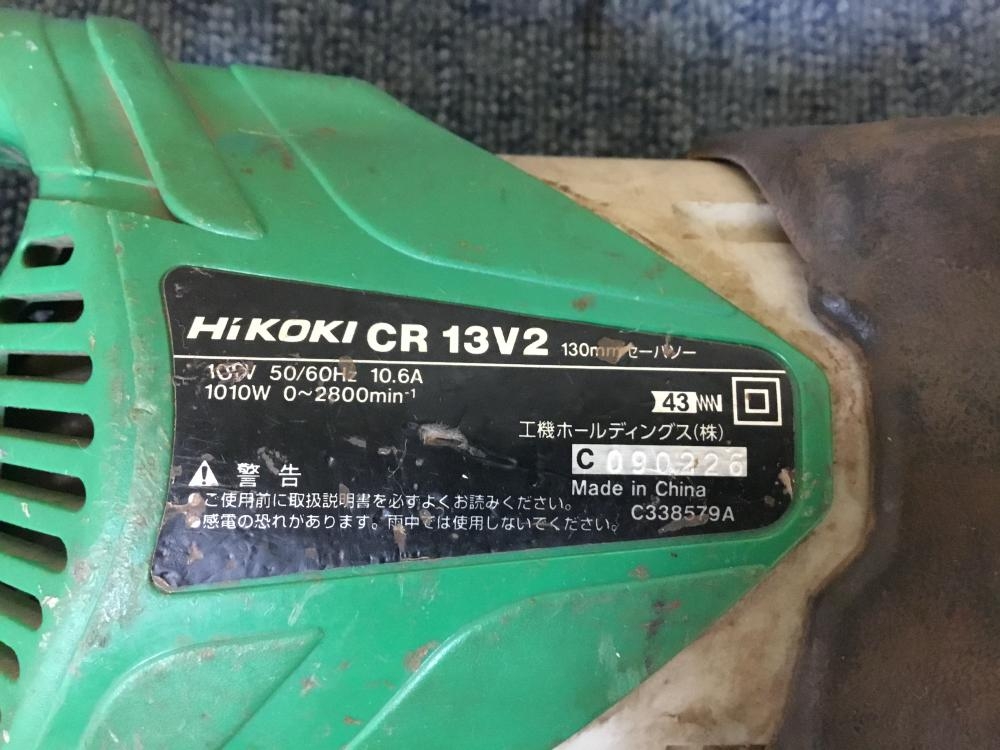 HiKOKI CR 13V2 130mm セーバソー
100V 50/60Hz 10.6A
1010W 0～2800min⁻¹
43
工機ホールディングス(株)
C 090226
Made in China
C338579A
警告
●ご使用前に取扱説明書を必ずよくお読みください。
●感電の恐れがあります。雨中では使用しないでください。